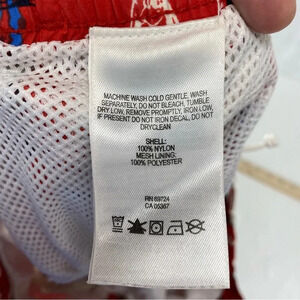 MACHINE WASH COLD GENTLE, WASH
SEPARATELY, DO NOT BLEACH, TUMBLE
DRY LOW, REMOVE PROMPTLY, IRON LOW,
IF PRESENT DO NOT IRON DECAL, DO NOT
DRYCLEAN
SHELL:
100% NYLON
MESH LINING:
100% POLYESTER
RN 69724
CA 05367